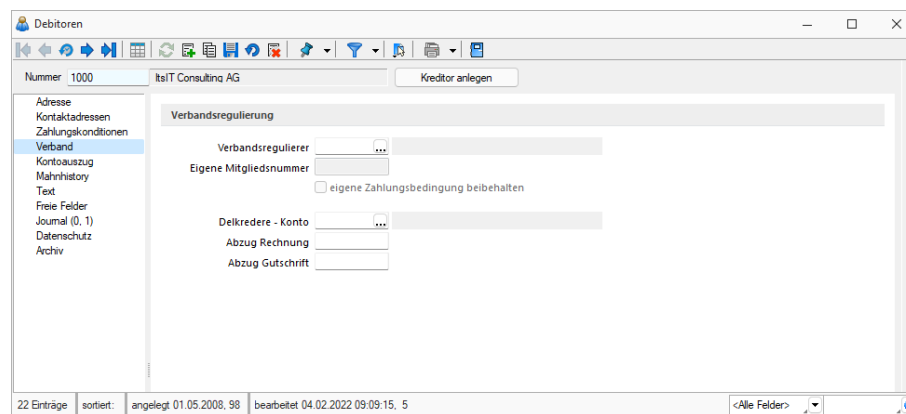 Debitoren
Nummer 1000 ItsIT Consulting AG Kreditor anlegen
Adresse
Kontaktadressen
Zahlungskonditionen
Verband
Kontoauszug
Mahnhistory
Text
Freie Felder
Journal (0, 1)
Datenschutz
Archiv
Verbandsregulierung
Verbandsregulierer ...
Eigene Mitgliedsnummer
eigene Zahlungsbedingung beibehalten
Delkredere - Konto ...
Abzug Rechnung
Abzug Gutschrift
22 Einträge sortiert: angelegt 01.05.2008, 98 bearbeitet 04.02.2022 09:09:15, 5 <Alle Felder>